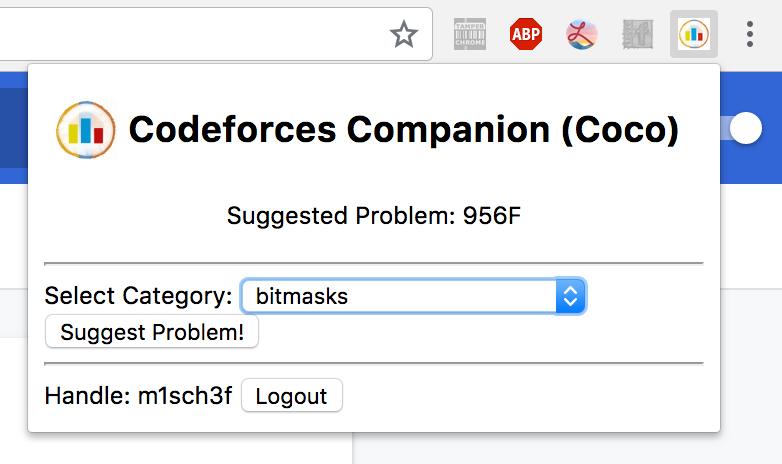 TAMPER
CHROME
ABP
Codeforces Companion (Coco)
Suggested Problem: 956F
Select Category: bitmasks
Suggest Problem!
Handle: m1sch3f Logout